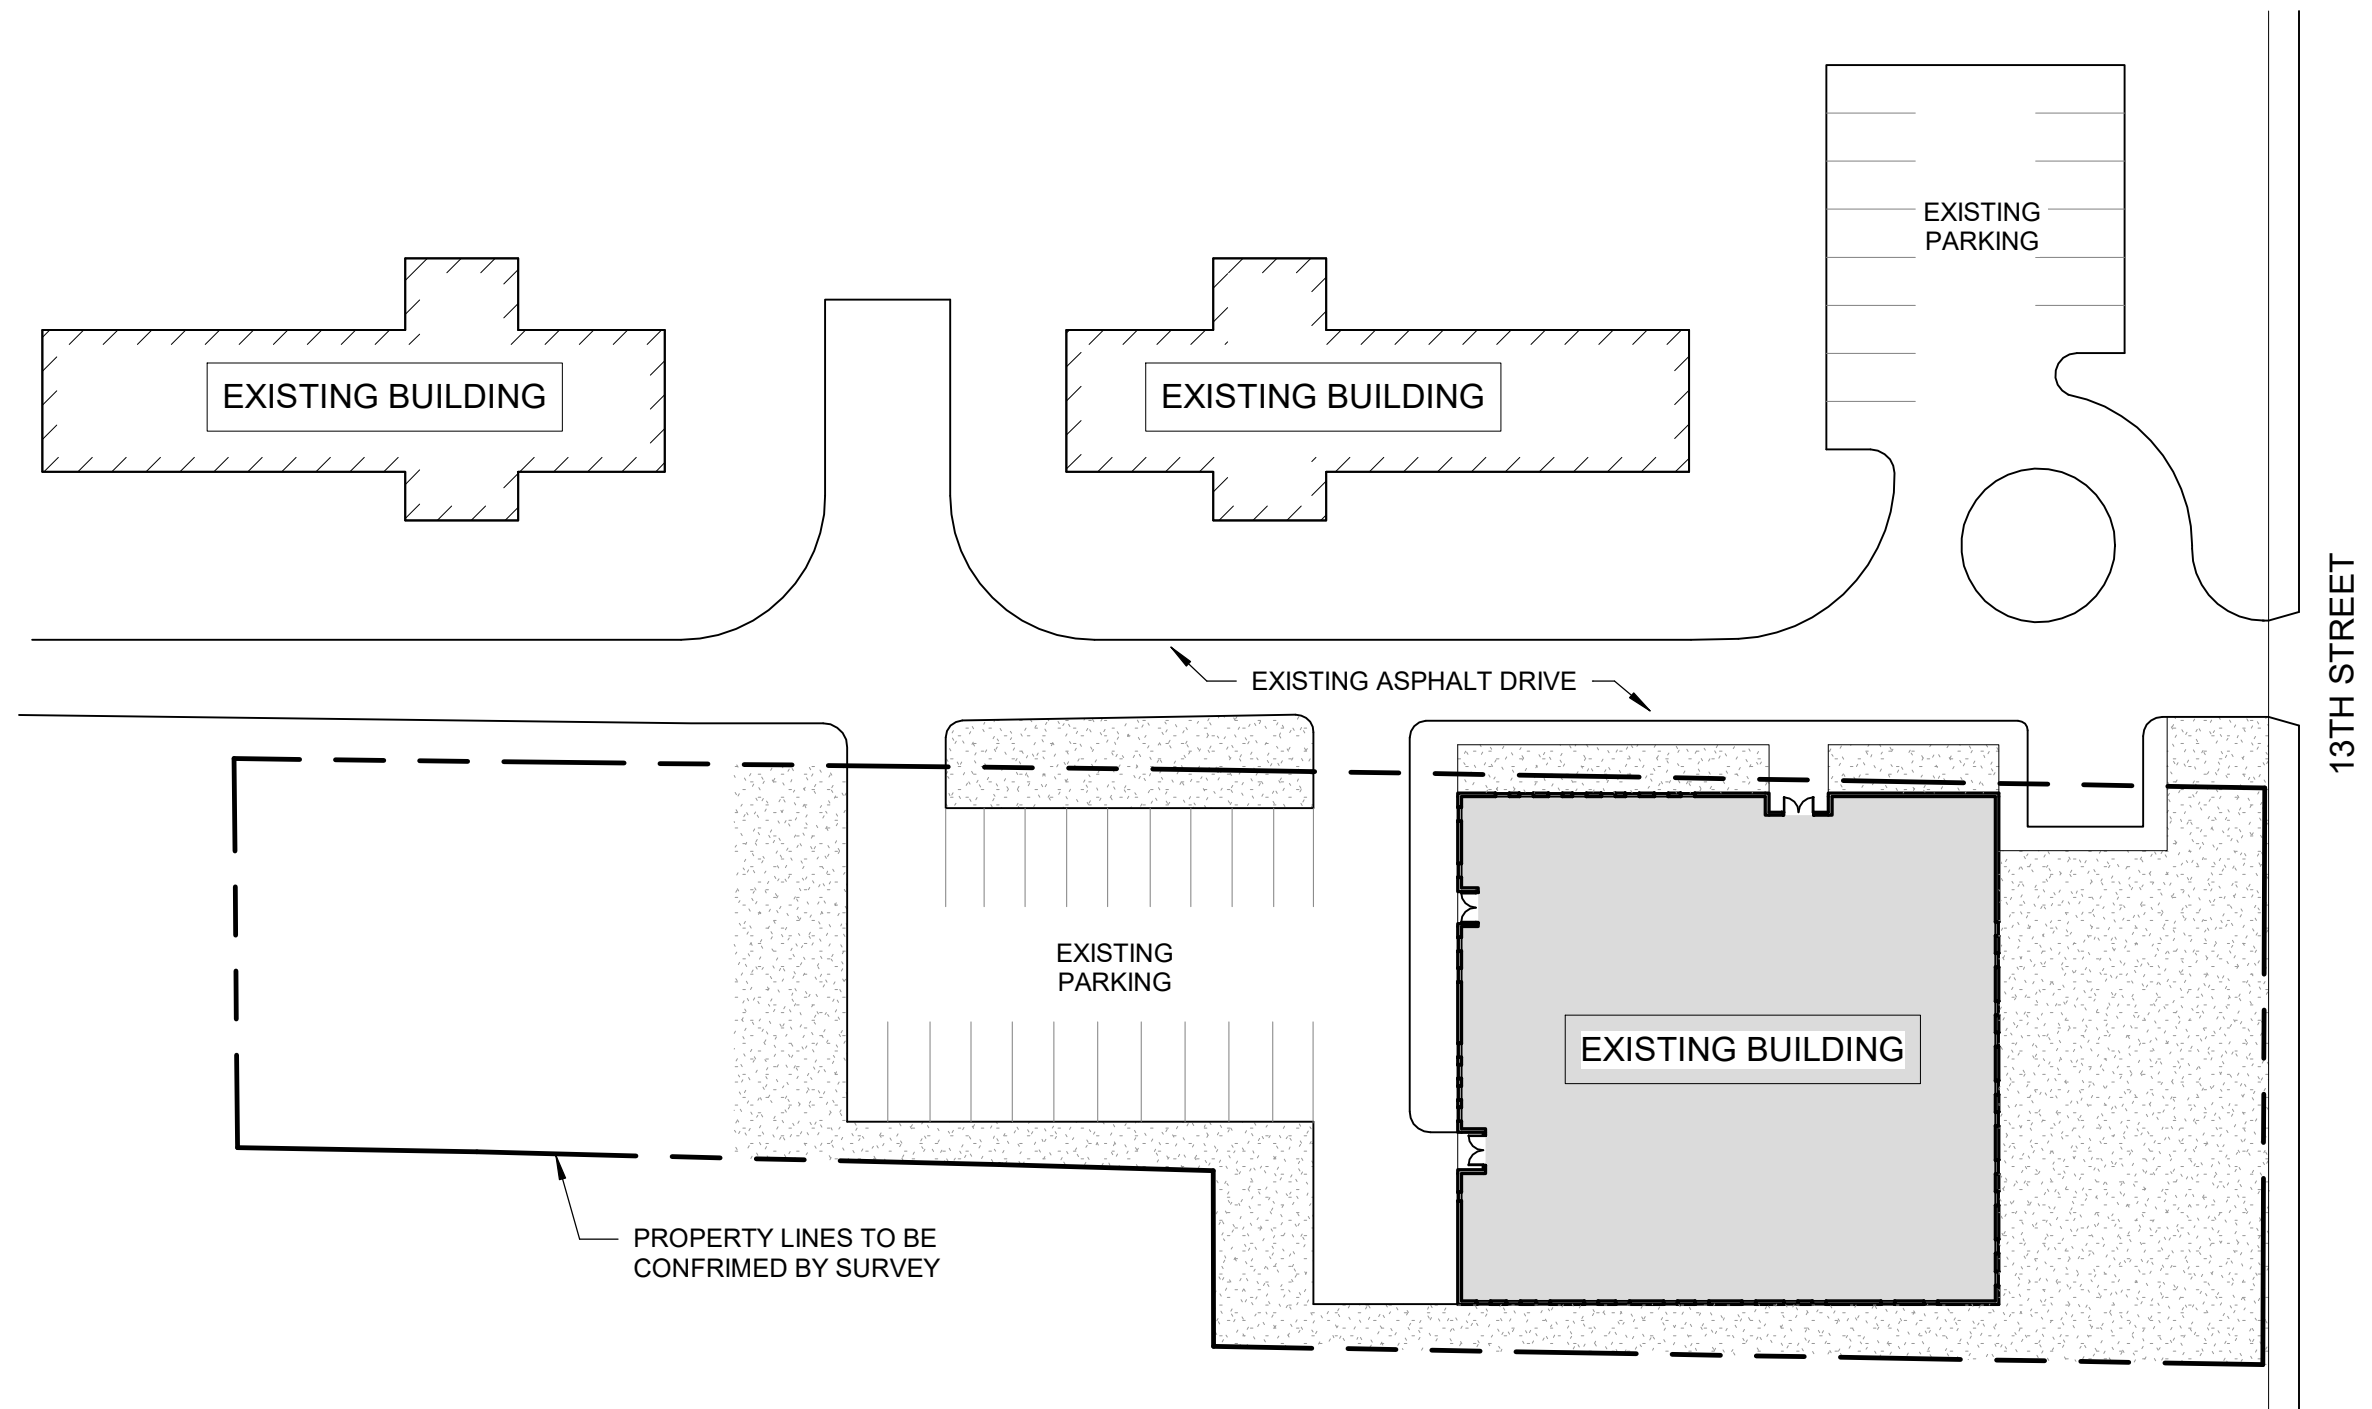 EXISTING
PARKING
EXISTING BUILDING
EXISTING BUILDING
13TH STREET
EXISTING ASPHALT DRIVE
EXISTING
PARKING
EXISTING BUILDING
PROPERTY LINES TO BE
CONFRIMED BY SURVEY